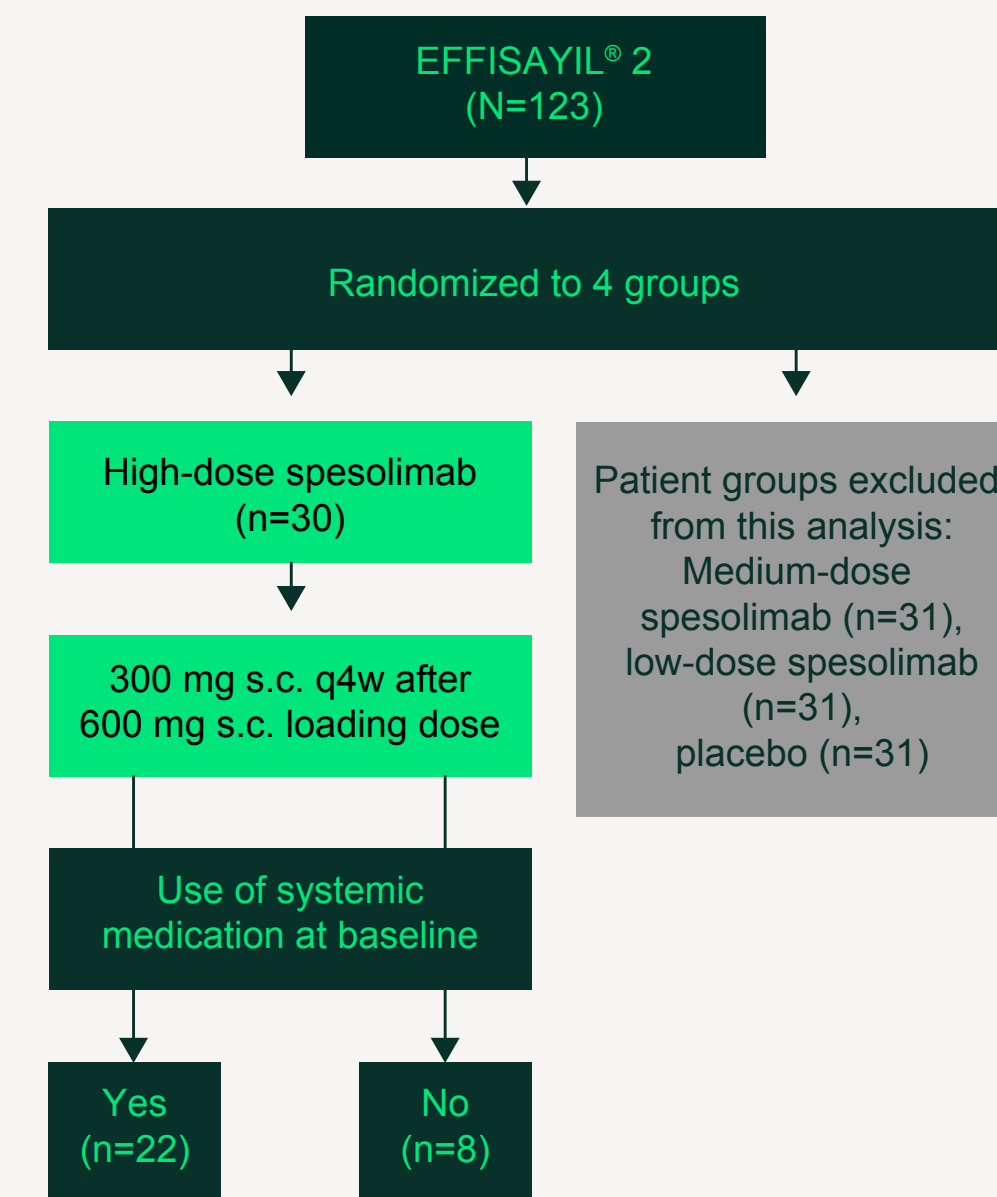 EFFISAYIL® 2
(N=123)
Randomized to 4 groups
High-dose spesolimab
(n=30)
Patient groups excluded
from this analysis:
Medium-dose
spesolimab (n=31),
low-dose spesolimab
(n=31),
placebo (n=31)
300 mg s.c. q4w after
600 mg s.c. loading dose
Use of systemic
medication at baseline
Yes
(n=22)
No
(n=8)